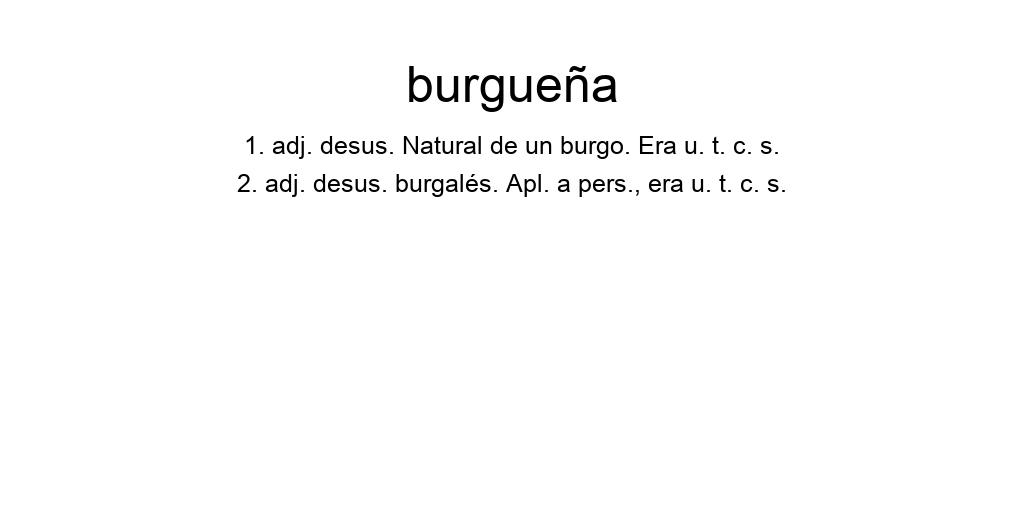 burgueña
1. adj. desus. Natural de un burgo. Era u. t. c. s.
2. adj. desus. burgalés. Apl. a pers., era u. t. c. s.